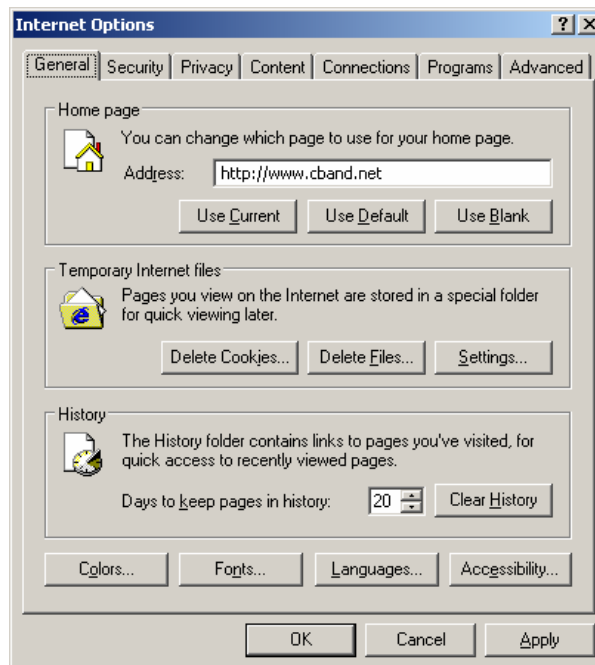 Internet Options
General Security Privacy Content Connections Programs Advanced
Home page
You can change which page to use for your home page.
Address: http://www.cband.net
Use Current Use Default Use Blank
Temporary Internet files
Pages you view on the Internet are stored in a special folder
for quick viewing later.
Delete Cookies... Delete Files... Settings...
History
The History folder contains links to pages you've visited, for
quick access to recently viewed pages.
Days to keep pages in history: 20 Clear History
Colors... Fonts... Languages... Accessibility...
OK Cancel Apply